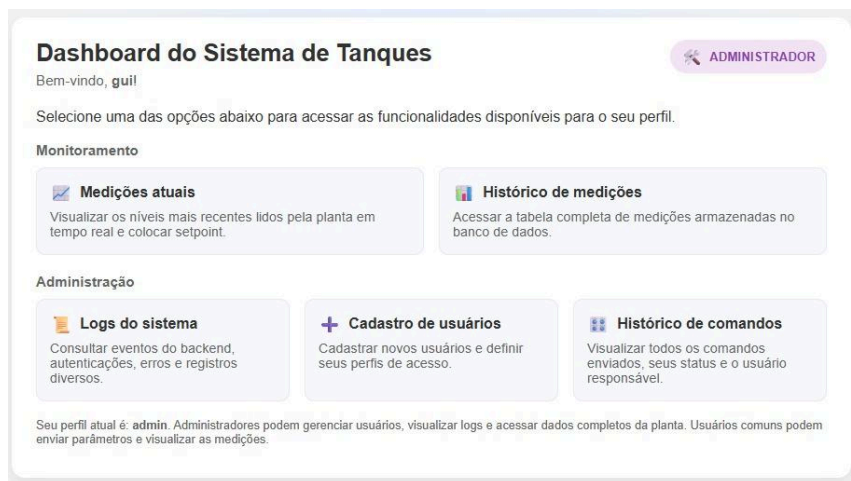 Dashboard do Sistema de Tanques
ADMINISTRADOR
Bem-vindo, gui!
Selecione uma das opções abaixo para acessar as funcionalidades disponíveis para o seu perfil.
Monitoramento
Medições atuais
Visualizar os níveis mais recentes lidos pela planta em
tempo real e colocar setpoint.
Histórico de medições
Acessar a tabela completa de medições armazenadas no
banco de dados.
Administração
Logs do sistema
Consultar eventos do backend,
autenticações, erros e registros
diversos.
Cadastro de usuários
Cadastrar novos usuários e definir
seus perfis de acesso.
Histórico de comandos
Visualizar todos os comandos
enviados, seus status e o usuário
responsável.
Seu perfil atual é: admin. Administradores podem gerenciar usuários, visualizar logs e acessar dados completos da planta. Usuários comuns podem
enviar parâmetros e visualizar as medições.